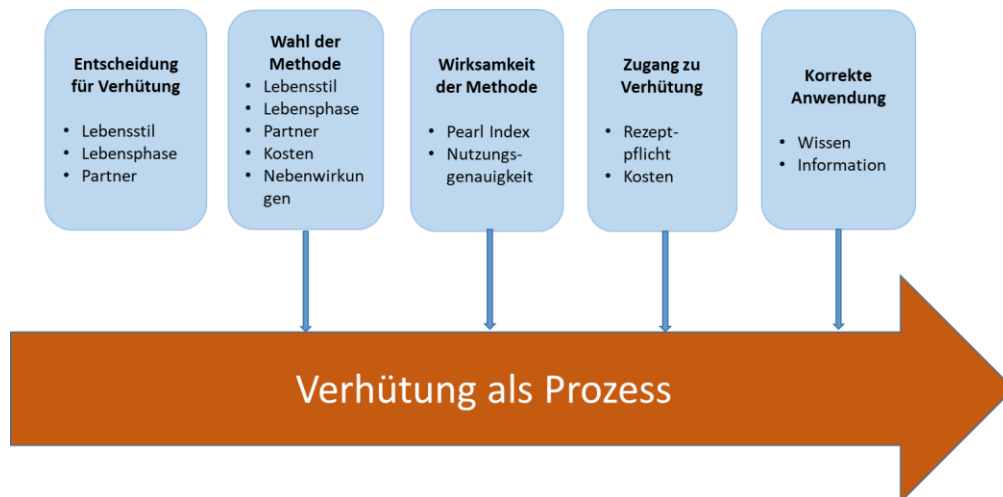 Entscheidung
für Verhütung
• Lebensstil
• Lebensphase
• Partner
Wahl der
Methode
• Lebensstil
• Lebensphase
• Partner
• Kosten
• Nebenwirkun
gen
Wirksamkeit
der Methode
• Pearl Index
• Nutzungs-
genauigkeit
Zugang zu
Verhütung
• Rezept-
pflicht
• Kosten
Korrekte
Anwendung
• Wissen
• Information
Verhütung als Prozess